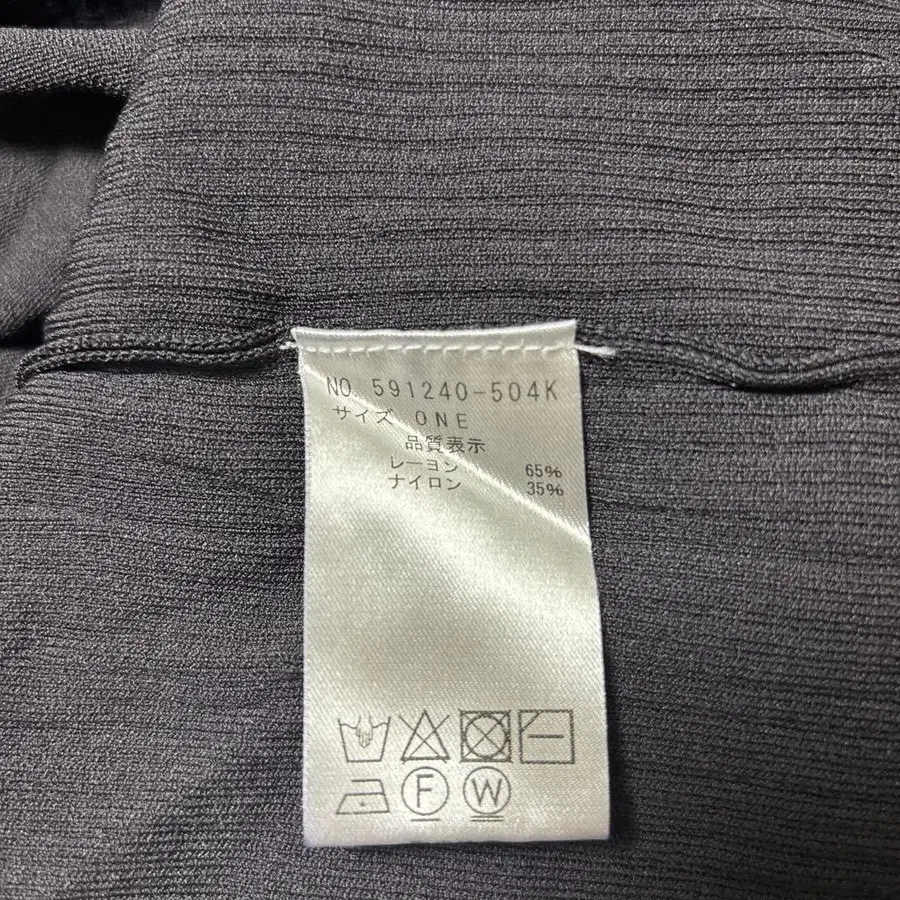 NO. 591240-504K
サイズ ONE
品質表示
レーヨン 65%
ナイロン 35%
F W